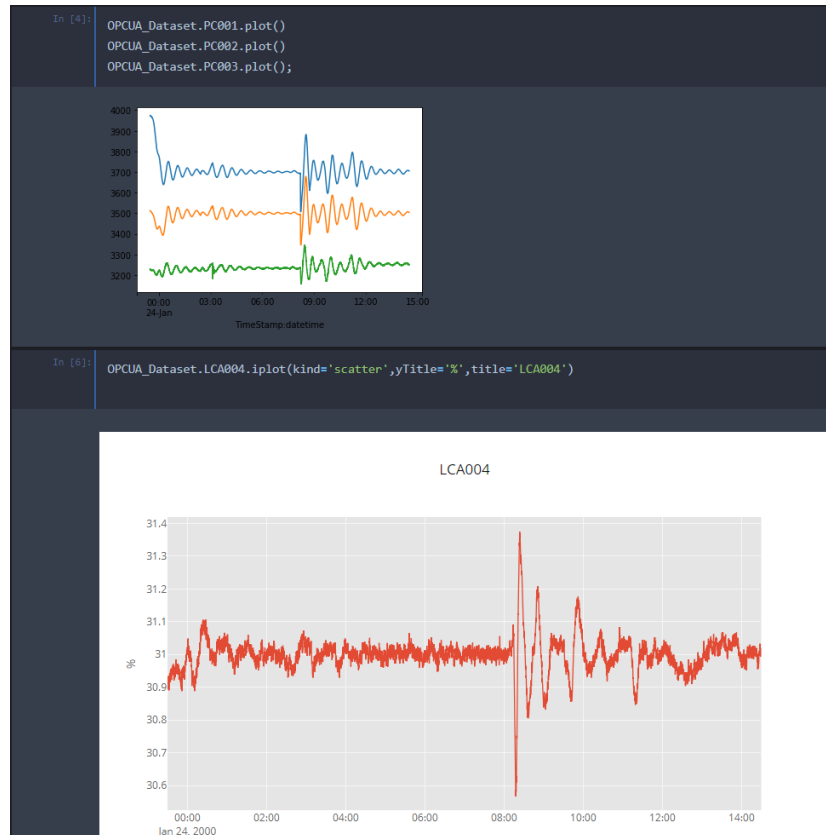 In [4]:
OPCUA_Dataset.PC001.plot()
OPCUA_Dataset.PC002.plot()
OPCUA_Dataset.PC003.plot();
4000
3900
3800
3700
3600
3500
3400
3300
3200
00:00 03:00 06:00 09:00 12:00 15:00
24-Jan
TimeStamp:datetime
In [6]:
OPCUA_Dataset.LCA004.iplot(kind='scatter',yTitle='%',title='LCA004')
LCA004
31.4
31.3
31.2
31.1
31
30.9
30.8
30.7
30.6
%
00:00 02:00 04:00 06:00 08:00 10:00 12:00 14:00
Jan 24, 2000